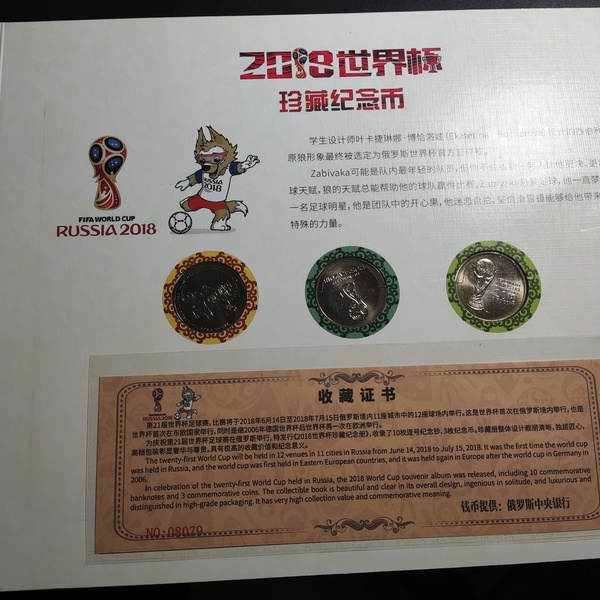 2018世界杯
珍藏纪念币
学生设计师叶卡捷琳娜·博恰洛娃
原狼形象最终被选定为俄罗斯世界杯官方吉祥物。
Zabivaka可能是队内最年轻的队员,
球天赋,狼的天赋总能帮助他的球队赢得比赛,
一名足球明星,他是团队中的开心果,
特殊的力量。
RUSSIA
2018
FIFA WORLD CUP
RUSSIA 2018
收藏证书
第21届世界杯足球赛,比赛将于2018年6月14日至2018年7月15日俄罗斯境内11座城市中的12座球场内举行。这是世界杯首次在俄罗斯境内举行,也是
世界杯首次在东欧国家举行,同时是继2006年德国世界杯后世界杯再一次在欧洲举行。
为庆祝第21届世界杯足球赛在俄罗斯举行,特发行《2018世界杯珍藏纪念册》,收录了10枚连号纪念钞、3枚纪念币。珍藏册整体设计靓丽清晰,独居匠心,
高档包装彰显奢华与尊贵。具有极高的收藏价值和纪念意义。
The twenty-first World Cup will be held in 12 venues in 11 cities in Russia from June 14, 2018 to July 15, 2018. It was the first time the world cup
was held in Russia, and the world cup was first held in Eastern European countries, and it was held again in Europe after the world cup in Germany in
2006.
In celebration of the twenty-first World Cup held in Russia, the 2018 World Cup souvenir album was released, including 10 commemorative
banknotes and 3 commemorative coins. The collectible book is beautiful and clear in its overall design, ingenious in solitude, and luxurious and
distinguished in high-grade packaging. It has very high collection value and commemorative meaning.
钱币提供:俄罗斯中央银行
NO:08079